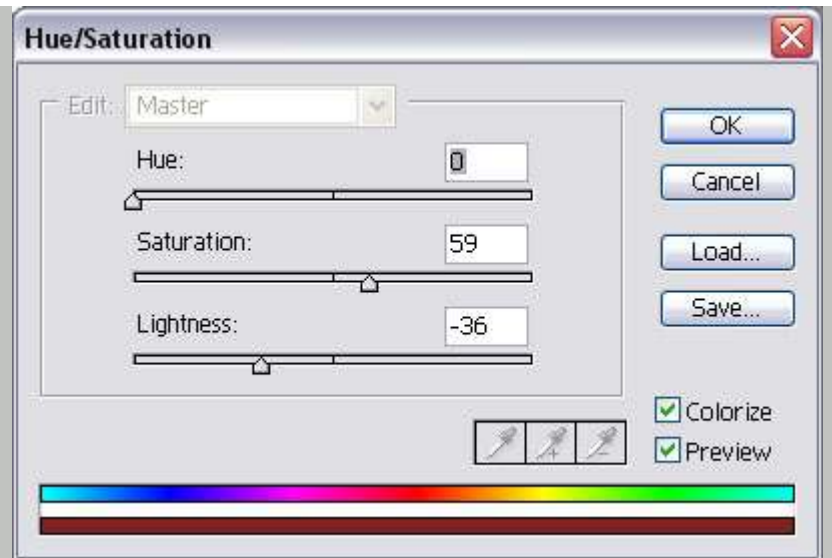 Hue/Saturation
Edit: Master
OK
Hue: 0
Cancel
Saturation: 59
Load...
Lightness: -36
Save...
Colorize
Preview